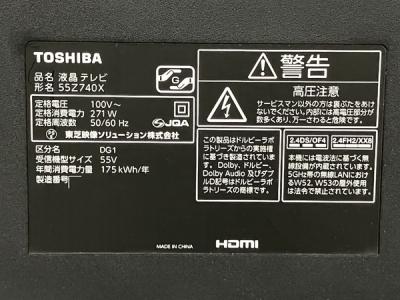 TOSHIBA
品名 液晶テレビ
形名 55Z740X
定格電圧: 100V～
定格消費電力: 271W
定格周波数: 50/60 Hz
JQA
東芝映像ソリューション株式会社
区分名 DG1
受信機型サイズ 55V
年間消費電力量 175 kWh/年
製造番号:
警告
高圧注意
サービスマン以外の方は裏ぶたをあけ
ないでください。内部には高電圧部分が
数多くあり、万一さわると危険です。
この製品はドルビーラボ
ラトリーズからの実施権
に基づき製造されています。
Dolby、ドルビー、
Dolby Audio 及びダブ
ルD記号はドルビーラボ
ラトリーズの商標です。
2.4DS/OF4
2.4FH2/XX8
本機には電波法に基づく無
線設備が内蔵されています。
5GHz帯の無線LANにおけ
るW52、W53の屋外使用
は法令で禁止されています。
MADE IN CHINA
HDMI